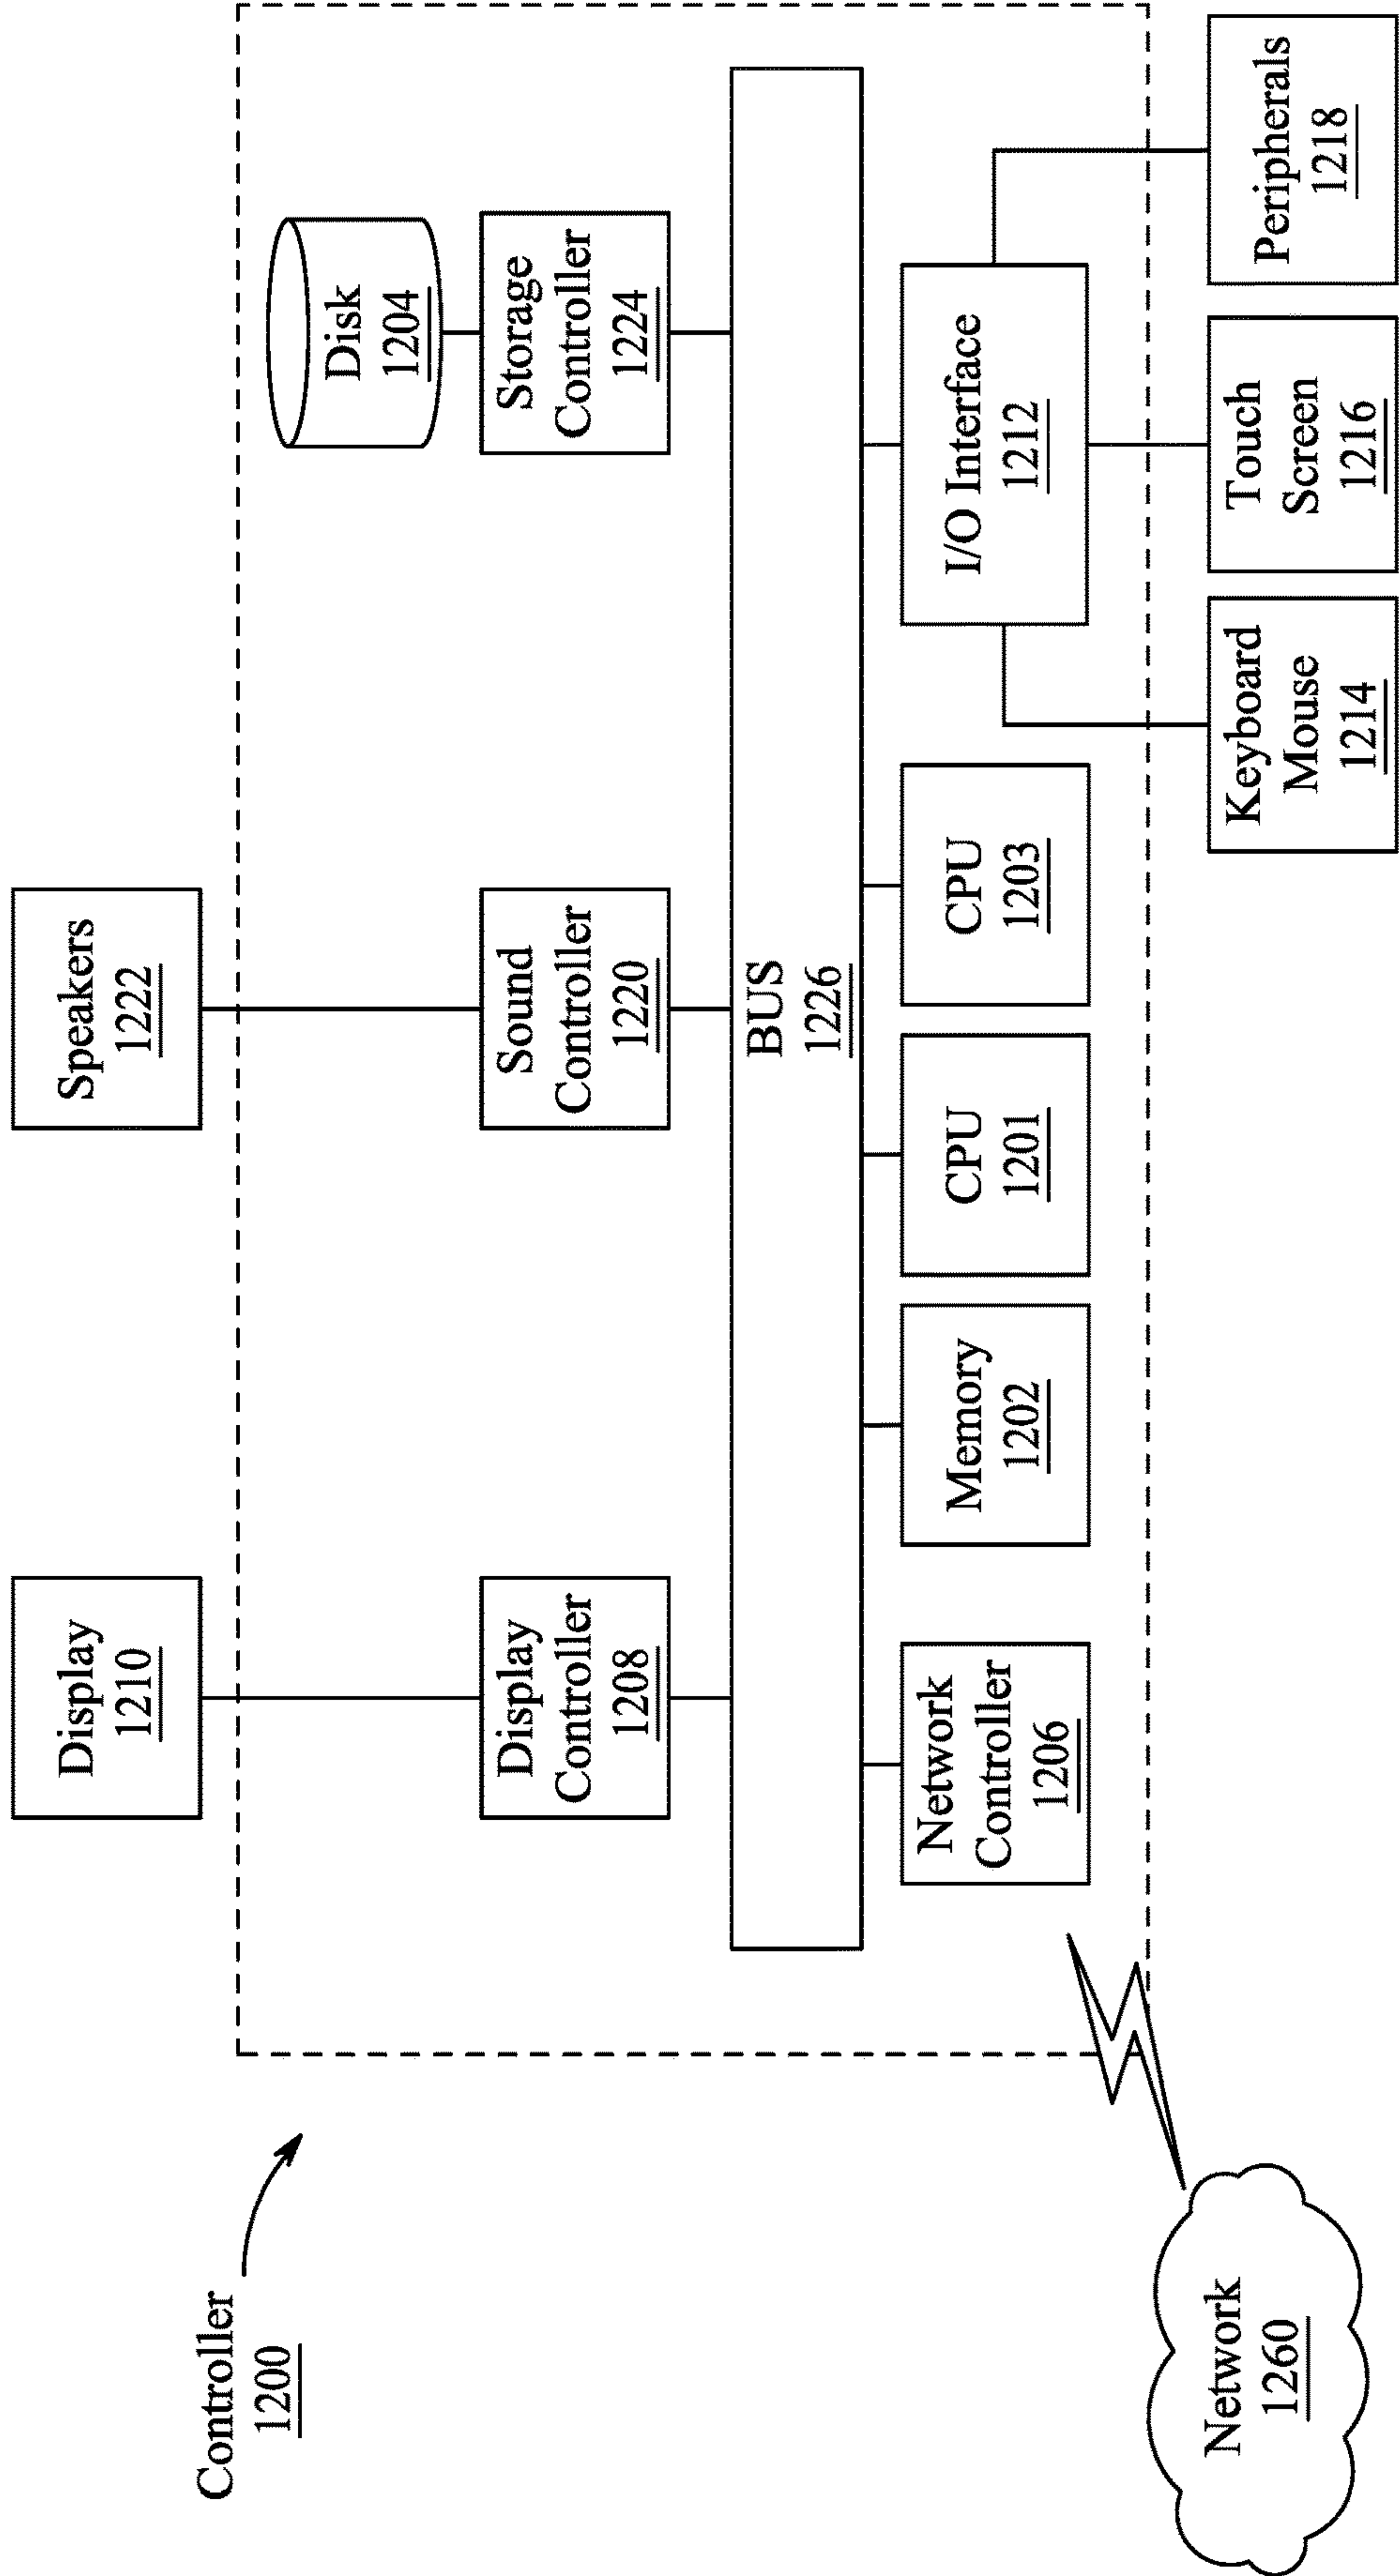 Controller
1200
Display
1210
Speakers
1222
Disk
1204
Display
Controller
1208
Sound
Controller
1220
Storage
Controller
1224
BUS
1226
Network
Controller
1206
Memory
1202
CPU
1201
CPU
1203
I/O Interface
1212
Network
1260
Keyboard
Mouse
1214
Touch
Screen
1216
Peripherals
1218